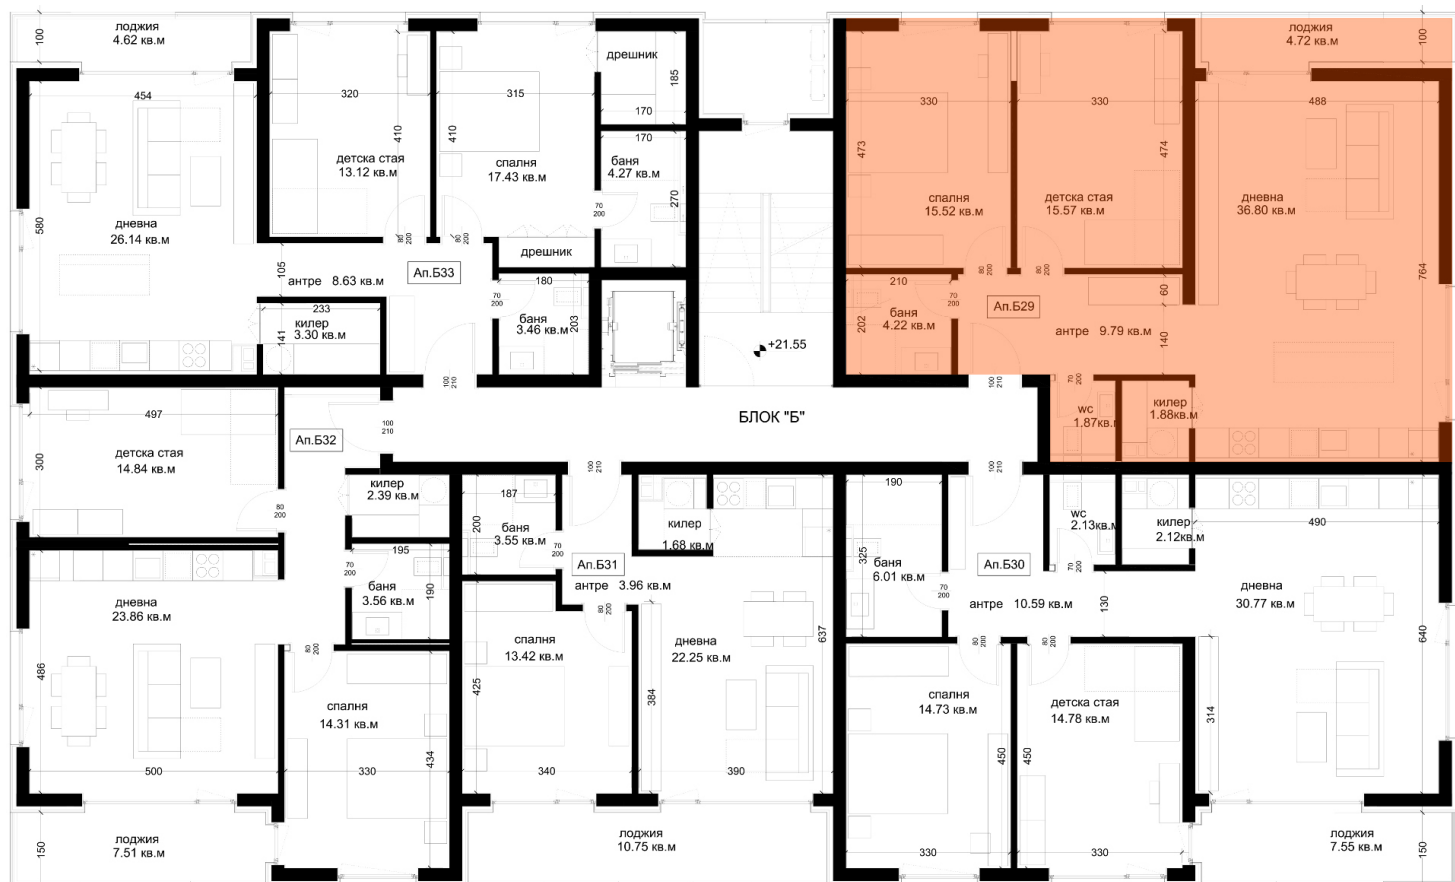 лоджия
4.62 кв.м
100
454
580
дневна
26.14 кв.м
320
410
детска стая
13.12 кв.м
80
200
315
410
спалня
17.43 кв.м
80
200
дрешник
185
170
170
баня
4.27 кв.м
270
70
200
дрешник
105
антре 8.63 кв.м
Ап.Б33
233
141
килер
3.30 кв.м
180
70
200
баня
3.46 кв.м
203
100
210
+21.55
БЛОК "Б"
330
473
спалня
15.52 кв.м
80
200
330
474
детска стая
15.57 кв.м
80
200
лоджия
4.72 кв.м
100
488
дневна
36.80 кв.м
764
210
202
баня
4.22 кв.м
70
200
Ап.Б29
60
140
антре 9.79 кв.м
100
210
70
200
wc
1.87кв.м
килер
1.88кв.м
497
300
детска стая
14.84 кв.м
80
200
Ап.Б32
100
210
килер
2.39 кв.м
195
70
200
баня
3.56 кв.м
190
дневна
23.86 кв.м
486
500
80
200
спалня
14.31 кв.м
330
434
лоджия
7.51 кв.м
150
187
200
баня
3.55 кв.м
70
200
100
210
Ап.Б31
антре 3.96 кв.м
80
200
килер
1.68 кв.м
спалня
13.42 кв.м
425
340
дневна
22.25 кв.м
637
384
390
лоджия
10.75 кв.м
190
325
баня
6.01 кв.м
70
200
100
210
Ап.Б30
антре 10.59 кв.м
130
wc
2.13кв.м
70
200
килер
2.12кв.м
490
дневна
30.77 кв.м
640
314
80
200
80
200
спалня
14.73 кв.м
450
330
детска стая
14.78 кв.м
450
330
лоджия
7.55 кв.м
150